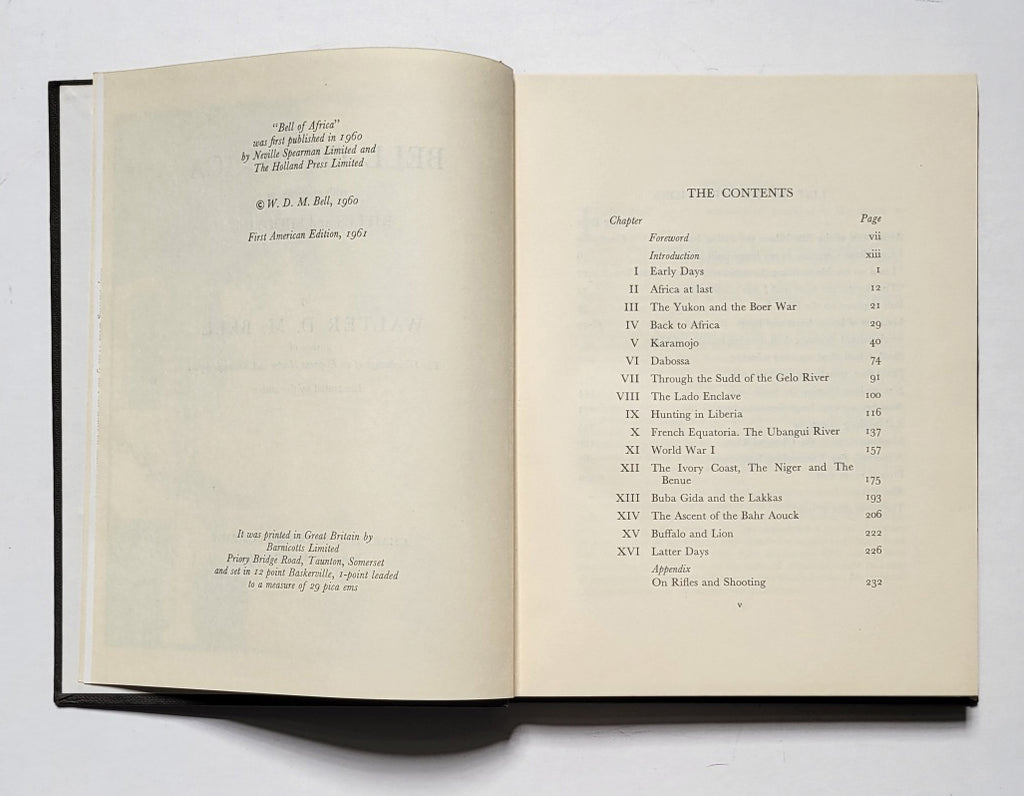 "Bell of Africa"
was first published in 1960
by Neville Spearman Limited and
The Holland Press Limited
© W. D. M. Bell, 1960
First American Edition, 1961
It was printed in Great Britain by
Barnicotts Limited
Priory Bridge Road, Taunton, Somerset
and set in 12 point Baskerville, 1-point leaded
to a measure of 29 pica ems
THE CONTENTS
Chapter Page
Foreword vii
Introduction xiii
I Early Days 1
II Africa at last 12
III The Yukon and the Boer War 21
IV Back to Africa 29
V Karamojo 40
VI Dabossa 74
VII Through the Sudd of the Gelo River 91
VIII The Lado Enclave 100
IX Hunting in Liberia 116
X French Equatoria. The Ubangui River 137
XI World War I 157
XII The Ivory Coast, The Niger and The
Benue 175
XIII Buba Gida and the Lakkas 193
XIV The Ascent of the Bahr Aouck 206
XV Buffalo and Lion 222
XVI Latter Days 226
Appendix
On Rifles and Shooting 232
v